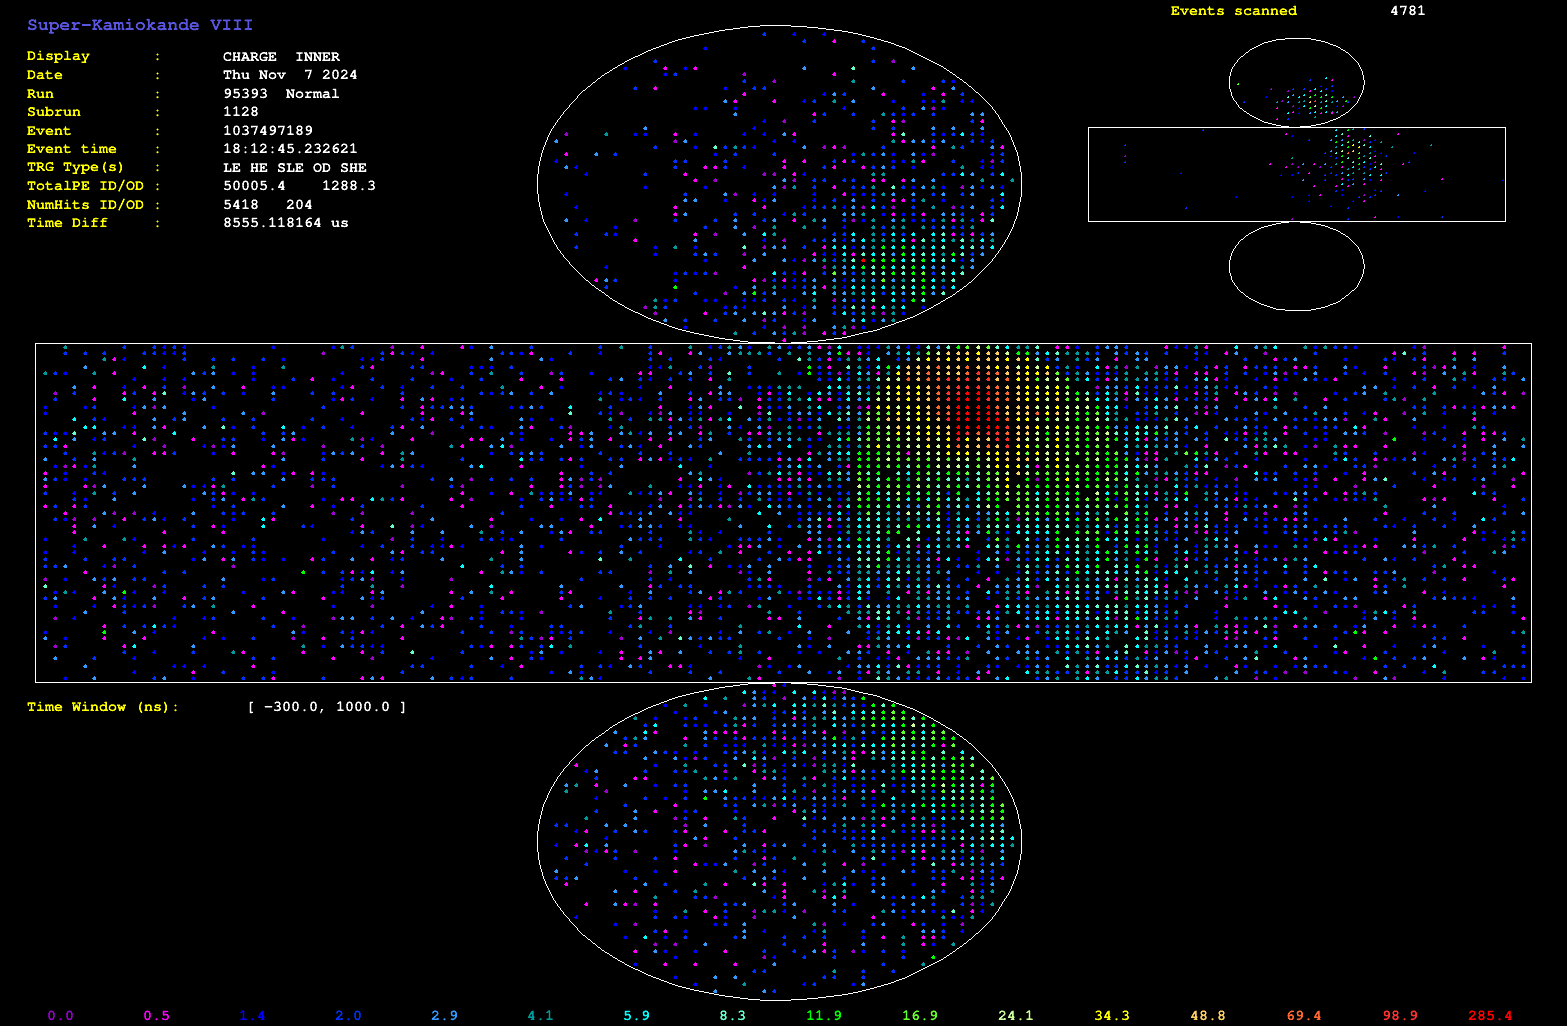 Super-Kamiokande VIII
Events scanned 4781
Display : CHARGE INNER
Date : Thu Nov 7 2024
Run : 95393 Normal
Subrun : 1128
Event : 1037497189
Event time : 18:12:45.232621
TRG Type(s) : LE HE SLE OD SHE
TotalPE ID/OD : 50005.4 1288.3
NumHits ID/OD : 5418 204
Time Diff : 8555.118164 us
Time Window (ns): [ -300.0, 1000.0 ]
0.0 0.5 1.4 2.0 2.9 4.1 5.9 8.3 11.9 16.9 24.1 34.3 48.8 69.4 98.9 285.4